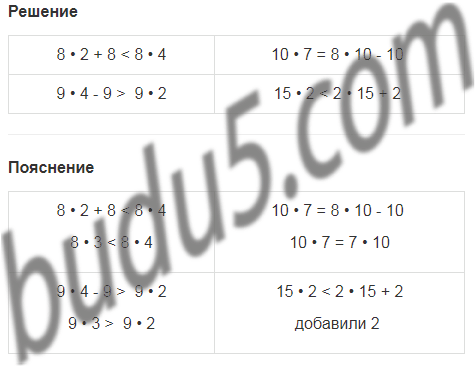 Решение
8 • 2 + 8 < 8 • 4 10 • 7 = 8 • 10 - 10
9 • 4 - 9 > 9 • 2 15 • 2 < 2 • 15 + 2
Пояснение
8 • 2 + 8 < 8 • 4 10 • 7 = 8 • 10 - 10
8 • 3 < 8 • 4 10 • 7 = 7 • 10
9 • 4 - 9 > 9 • 2 15 • 2 < 2 • 15 + 2
9 • 3 > 9 • 2 добавили 2
budu5.com